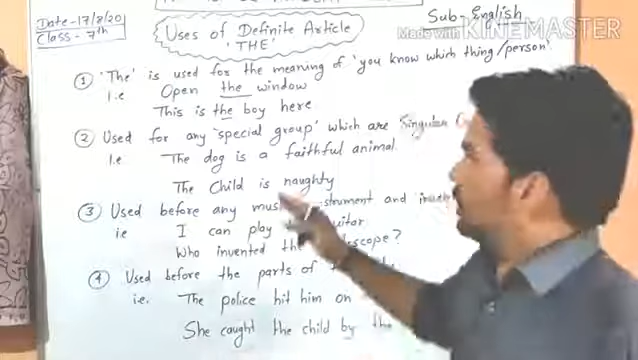 Date-17/8/20
Class-7th
Sub-English
Made with KINEMASTER
Uses of Definite Article
'THE'
① 'The' is used for the meaning of 'you know which thing/person'
i.e Open the window
This is the boy here
② Used for any 'special group' which are Singular
i.e. The dog is a faithful animal
The Child is naughty
③ Used before any strument and
ie I can play
Who invented the ?
④ Used before the parts of
i.e. The police hit him on
She caught the child by the